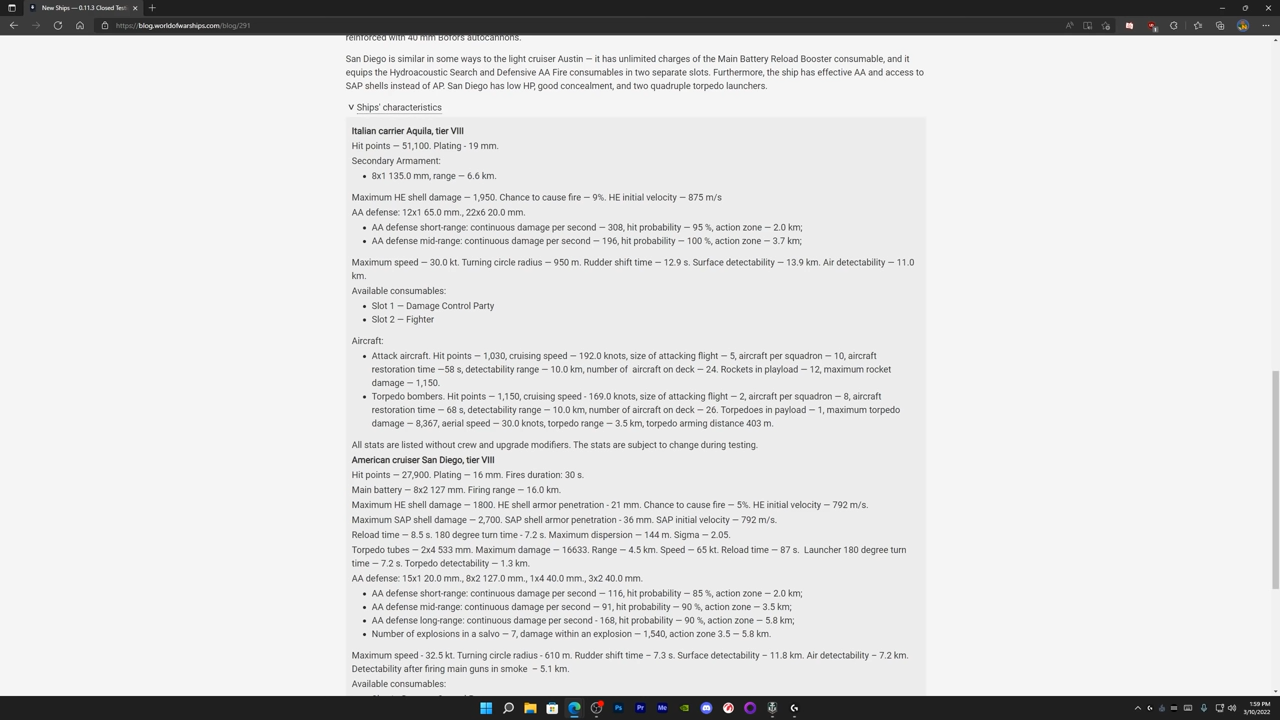 New Ships — 0.11.3 Closed Testi
https://blog.worldofwarships.com/blog/291
reinforced with 40 mm Bofors autocannons.
San Diego is similar in some ways to the light cruiser Austin — it has unlimited charges of the Main Battery Reload Booster consumable, and it
equips the Hydroacoustic Search and Defensive AA Fire consumables in two separate slots. Furthermore, the ship has effective AA and access to
SAP shells instead of AP. San Diego has low HP, good concealment, and two quadruple torpedo launchers.
Ships' characteristics
Italian carrier Aquila, tier VIII
Hit points — 51,100. Plating - 19 mm.
Secondary Armament:
• 8x1 135.0 mm, range — 6.6 km.
Maximum HE shell damage — 1,950. Chance to cause fire — 9%. HE initial velocity — 875 m/s
AA defense: 12x1 65.0 mm., 22x6 20.0 mm.
• AA defense short-range: continuous damage per second — 308, hit probability — 95 %, action zone — 2.0 km;
• AA defense mid-range: continuous damage per second — 196, hit probability — 100 %, action zone — 3.7 km;
Maximum speed — 30.0 kt. Turning circle radius — 950 m. Rudder shift time — 12.9 s. Surface detectability — 13.9 km. Air detectability — 11.0
km.
Available consumables:
• Slot 1 — Damage Control Party
• Slot 2 — Fighter
Aircraft:
• Attack aircraft. Hit points — 1,030, cruising speed — 192.0 knots, size of attacking flight — 5, aircraft per squadron — 10, aircraft
restoration time —58 s, detectability range — 10.0 km, number of  aircraft on deck — 24. Rockets in playload — 12, maximum rocket
damage — 1,150.
• Torpedo bombers. Hit points — 1,150, cruising speed - 169.0 knots, size of attacking flight — 2, aircraft per squadron — 8, aircraft
restoration time — 68 s, detectability range — 10.0 km, number of aircraft on deck — 26. Torpedoes in payload — 1, maximum torpedo
damage — 8,367, aerial speed — 30.0 knots, torpedo range — 3.5 km, torpedo arming distance 403 m.
All stats are listed without crew and upgrade modifiers. The stats are subject to change during testing.
American cruiser San Diego, tier VIII
Hit points — 27,900. Plating — 16 mm. Fires duration: 30 s.
Main battery — 8x2 127 mm. Firing range — 16.0 km.
Maximum HE shell damage — 1800. HE shell armor penetration - 21 mm. Chance to cause fire — 5%. HE initial velocity — 792 m/s.
Maximum SAP shell damage — 2,700. SAP shell armor penetration - 36 mm. SAP initial velocity — 792 m/s.
Reload time — 8.5 s. 180 degree turn time - 7.2 s. Maximum dispersion — 144 m. Sigma — 2.05.
Torpedo tubes — 2x4 533 mm. Maximum damage — 16633. Range — 4.5 km. Speed — 65 kt. Reload time — 87 s.  Launcher 180 degree turn
time — 7.2 s. Torpedo detectability — 1.3 km.
AA defense: 15x1 20.0 mm., 8x2 127.0 mm., 1x4 40.0 mm., 3x2 40.0 mm.
• AA defense short-range: continuous damage per second — 116, hit probability — 85 %, action zone — 2.0 km;
• AA defense mid-range: continuous damage per second — 91, hit probability — 90 %, action zone — 3.5 km;
• AA defense long-range: continuous damage per second - 168, hit probability — 90 %, action zone — 5.8 km;
• Number of explosions in a salvo — 7, damage within an explosion — 1,540, action zone 3.5 — 5.8 km.
Maximum speed - 32.5 kt. Turning circle radius - 610 m. Rudder shift time – 7.3 s. Surface detectability – 11.8 km. Air detectability – 7.2 km.
Detectability after firing main guns in smoke  – 5.1 km.
Available consumables:
Ps
Pr
Me
1:59 PM
3/10/2022